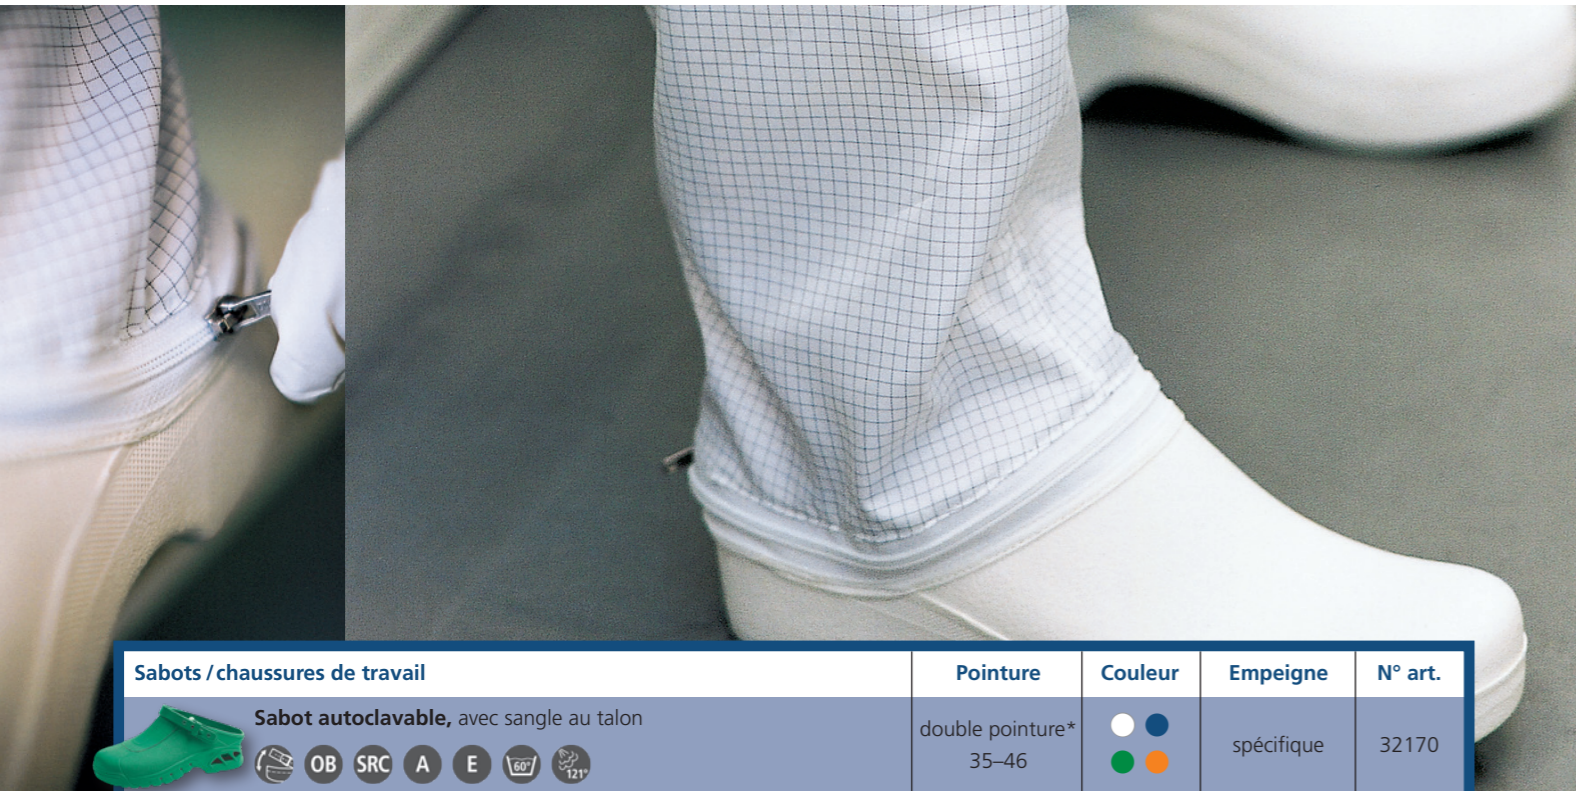 Sabots / chaussures de travail Pointure Couleur Empeigne N° art.
Sabot autoclavable, avec sangle au talon
OB SRC A E 60° 121°
double pointure*
35–46
spécifique
32170